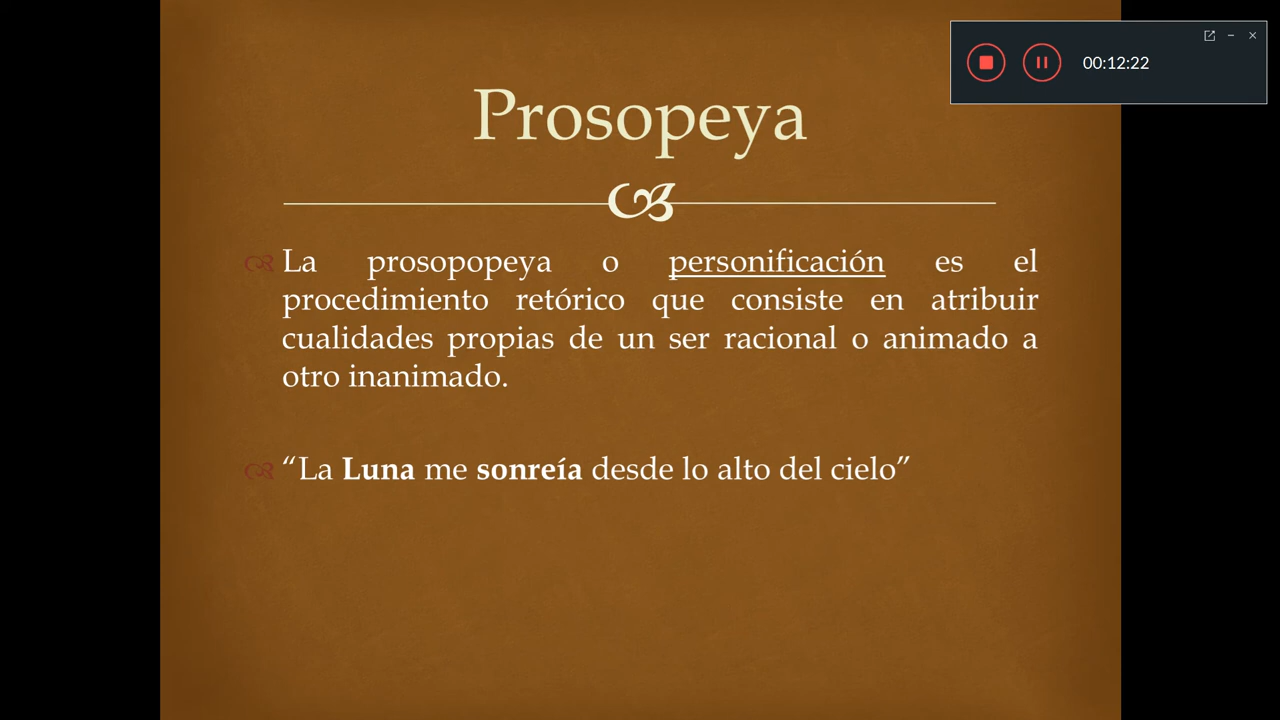 00:12:22
Prosopeya
La prosopopeya o personificación es el
procedimiento retórico que consiste en atribuir
cualidades propias de un ser racional o animado a
otro inanimado.
“La Luna me sonreía desde lo alto del cielo”